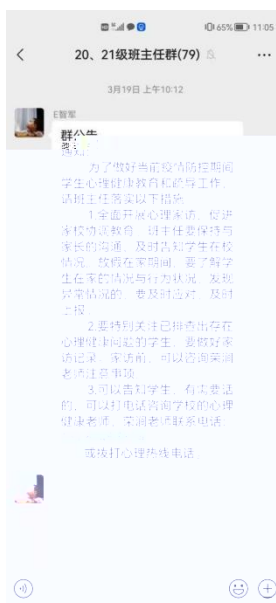 65% 11:05
20、21级班主任群(79)
3月19日 上午10:12
E智军
群公告
通知
为了做好当前疫情防控期间
学生心理健康教育和疏导工作,
请班主任落实以下措施
1.全面开展心理家访,促进
家校协同教育,班主任要保持与
家长的沟通,及时告知学生在校
情况,放假在家期间,要了解学
生在家的情况与行为状况,发现
异常情况的,要及时应对,及时
上报。
2.要特别关注已排查出存在
心理健康问题的学生,要做好家
访记录,家访前,可以咨询荣润
老师注意事项
3.可以告知学生,有需要话
的,可以打电话咨询学校的心理
健康老师,荣润老师联系电话:
或拨打心理热线电话: